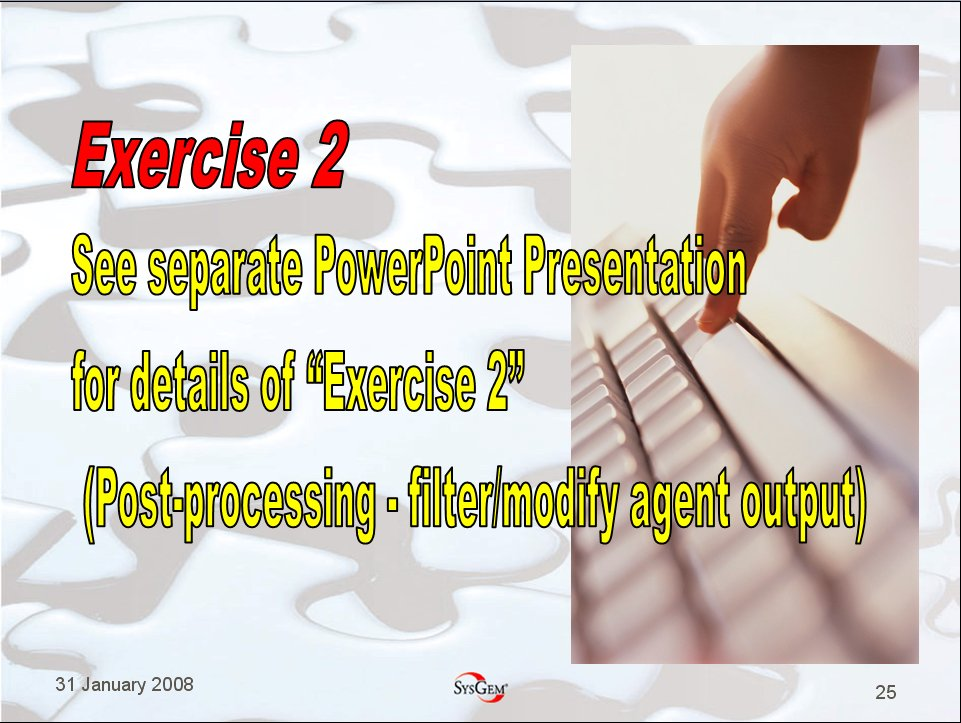 Exercise 2
See separate PowerPoint Presentation
for details of “Exercise 2”
(Post-processing - filter/modify agent output)
31 January 2008
SYSGEM®
25